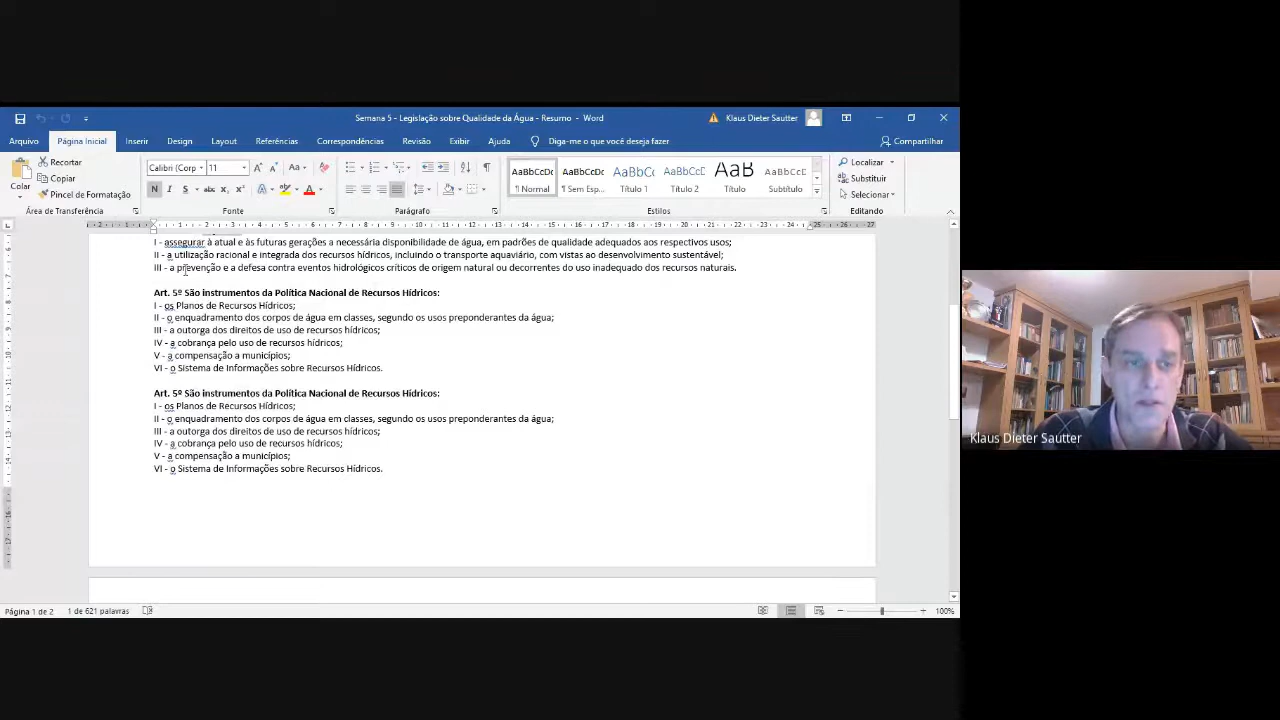 Semana 5 - Legislação sobre Qualidade da Água - Resumo - Word
Klaus Dieter Sautter
Arquivo Página Inicial Inserir Design Layout Referências Correspondências Revisão Exibir Ajuda Diga-me o que você deseja fazer Compartilhar
Colar
Recortar
Copiar
Pincel de Formatação
Área de Transferência
Calibri (Corp 11
Aa
N I S abc X₂ X²
Fonte
Parágrafo
AaBbCcDc AaBbCcDc AaBbCc AaBbCcD AaB AaBbCcD
¶ Normal ¶ Sem Esp... Título 1 Título 2 Título Subtítulo
Estilos
Localizar
Substituir
Selecionar
Editando
I - assegurar à atual e às futuras gerações a necessária disponibilidade de água, em padrões de qualidade adequados aos respectivos usos;
II - a utilização racional e integrada dos recursos hídricos, incluindo o transporte aquaviário, com vistas ao desenvolvimento sustentável;
III - a prevenção e a defesa contra eventos hidrológicos críticos de origem natural ou decorrentes do uso inadequado dos recursos naturais.
Art. 5º São instrumentos da Política Nacional de Recursos Hídricos:
I - os Planos de Recursos Hídricos;
II - o enquadramento dos corpos de água em classes, segundo os usos preponderantes da água;
III - a outorga dos direitos de uso de recursos hídricos;
IV - a cobrança pelo uso de recursos hídricos;
V - a compensação a municípios;
VI - o Sistema de Informações sobre Recursos Hídricos.
Art. 5º São instrumentos da Política Nacional de Recursos Hídricos:
I - os Planos de Recursos Hídricos;
II - o enquadramento dos corpos de água em classes, segundo os usos preponderantes da água;
III - a outorga dos direitos de uso de recursos hídricos;
IV - a cobrança pelo uso de recursos hídricos;
V - a compensação a municípios;
VI - o Sistema de Informações sobre Recursos Hídricos.
Página 1 de 2 1 de 621 palavras
100%
Klaus Dieter Sautter